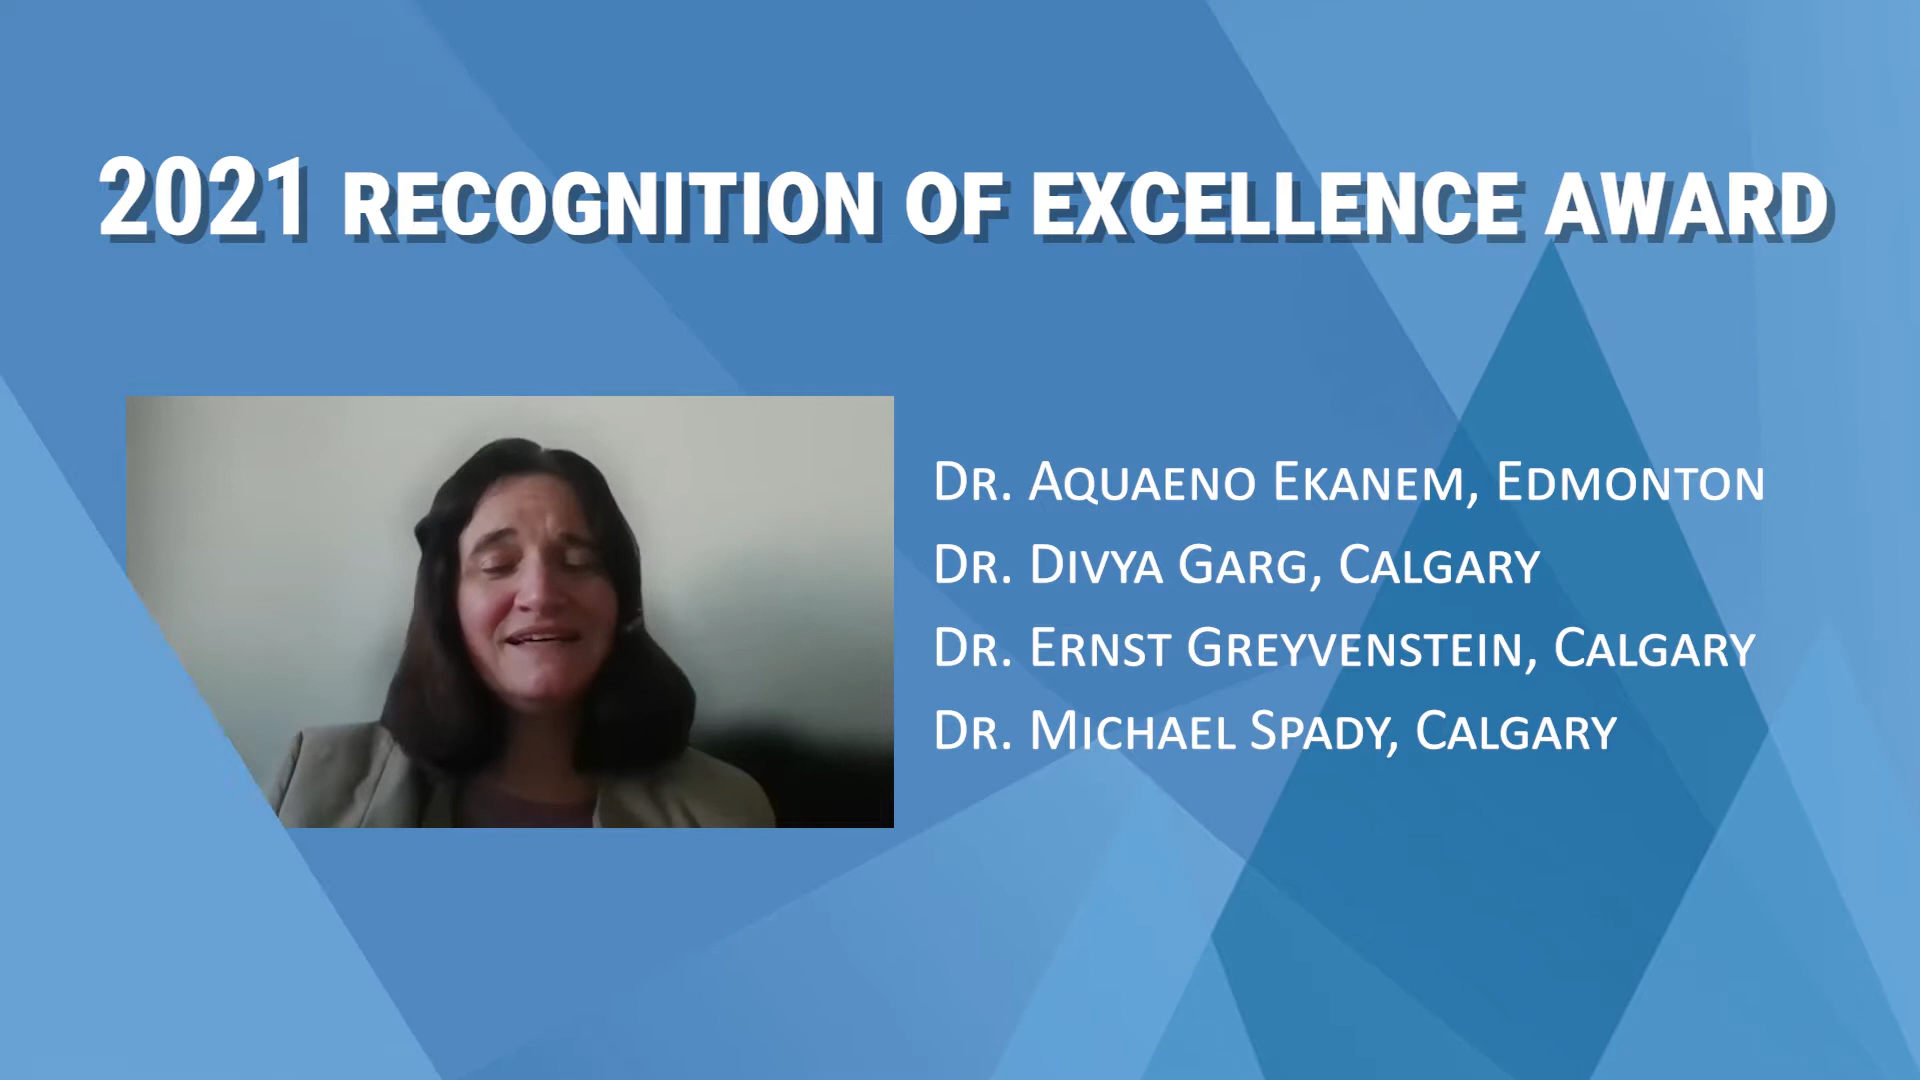 2021 RECOGNITION OF EXCELLENCE AWARD
DR. AQUAENO EKANEM, EDMONTON
DR. DIVYA GARG, CALGARY
DR. ERNST GREYVENSTEIN, CALGARY
DR. MICHAEL SPADY, CALGARY